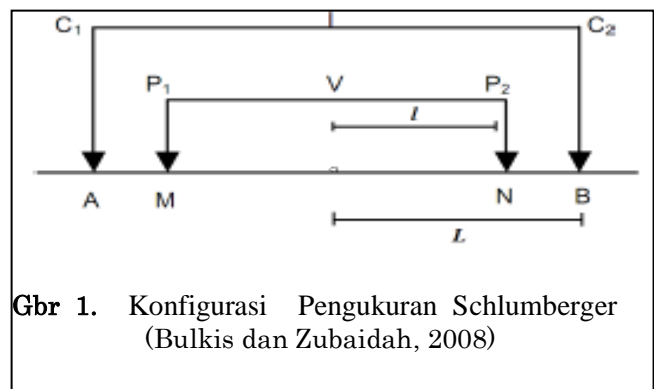 I
C₁ C₂
P₁ V P₂
l
A M N B
L
Gbr 1. Konfigurasi Pengukuran Schlumberger
(Bulkis dan Zubaidah, 2008)